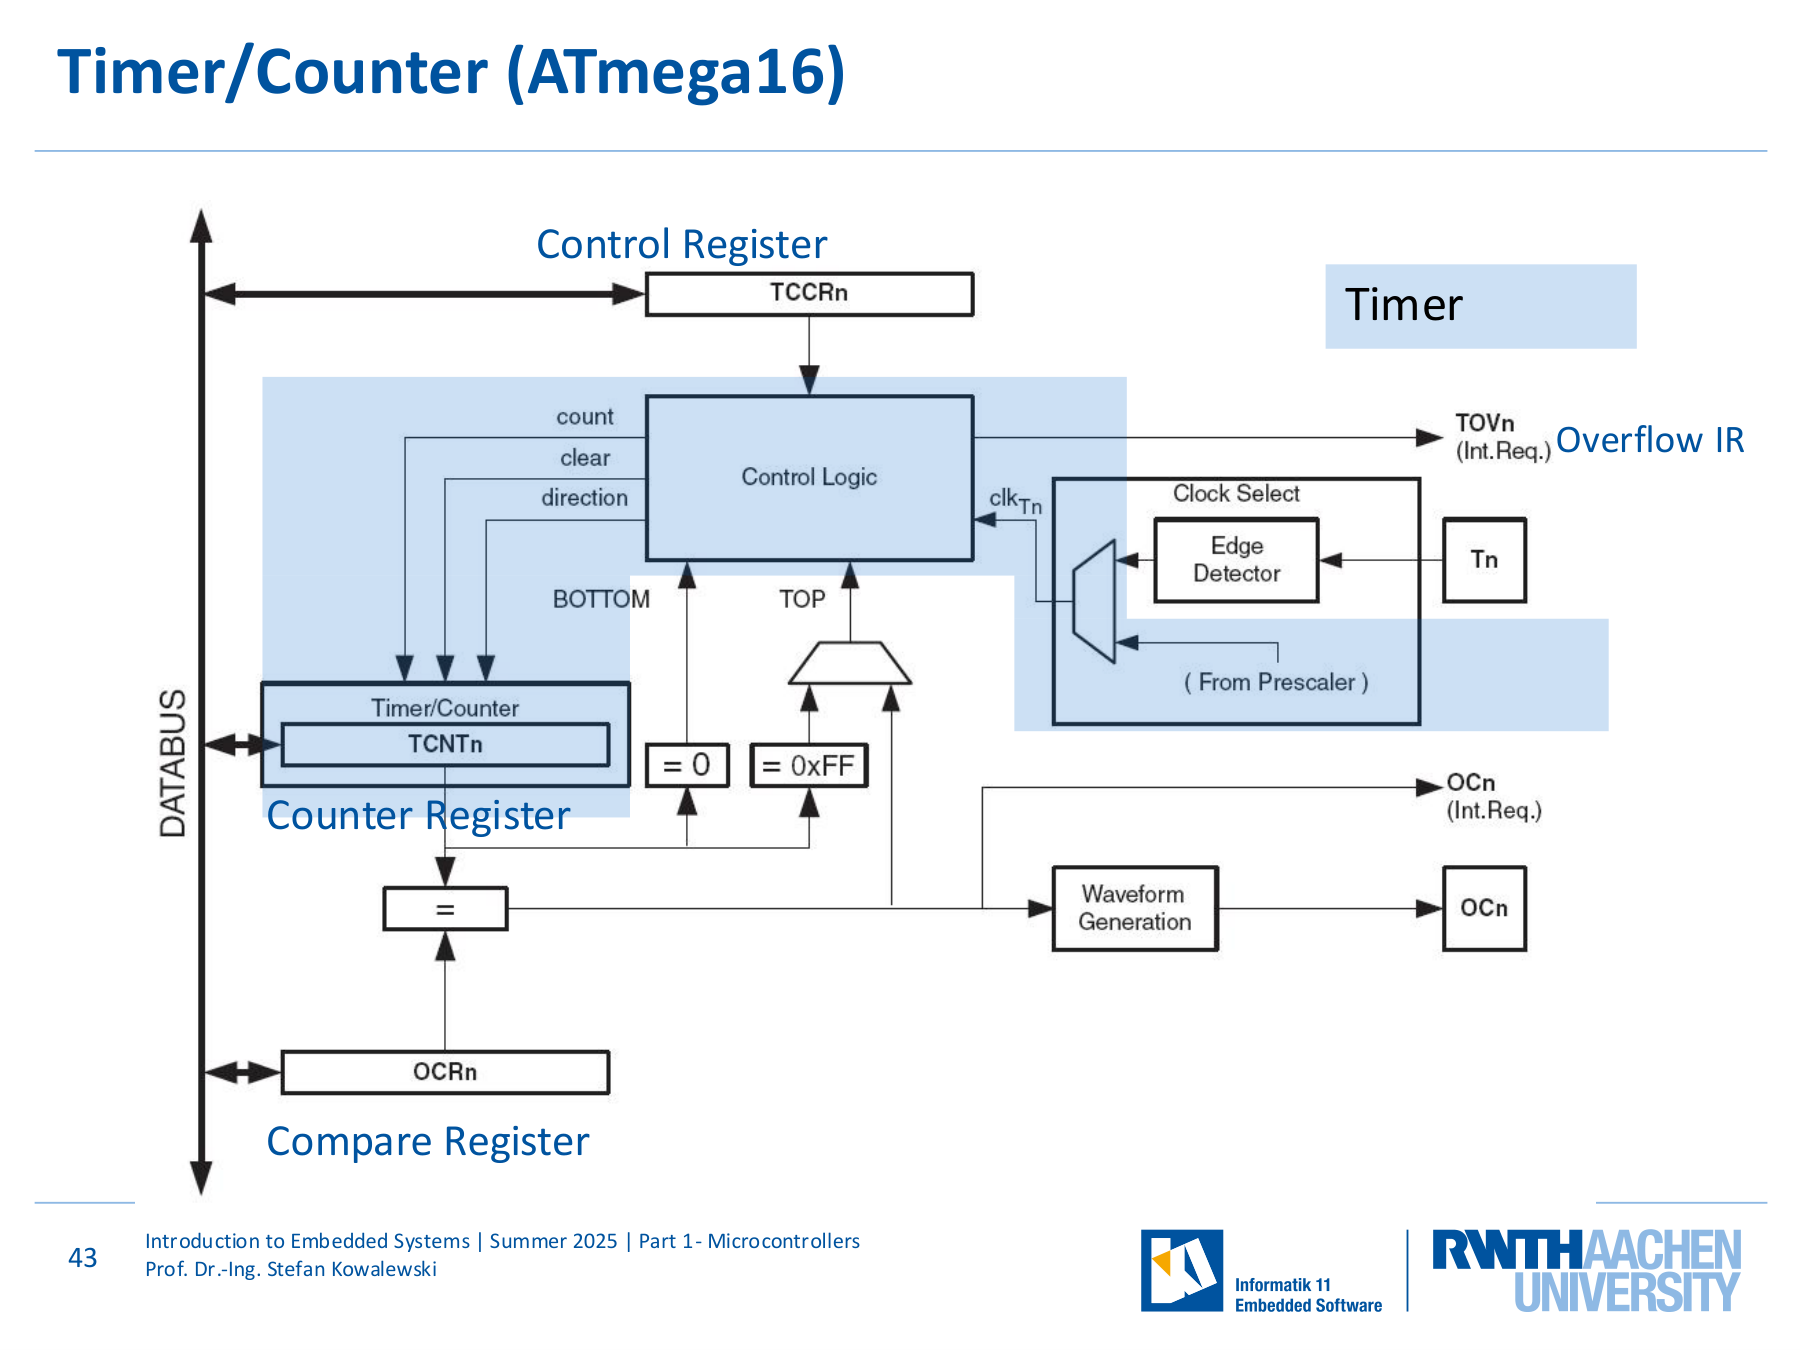 Timer/Counter (ATmega16)
Control Register
TCCRn
Timer
count
clear
direction
Control Logic
TOVn
(Int.Req.)
Overflow IR
clkTn
Clock Select
Edge
Detector
Tn
BOTTOM
TOP
( From Prescaler )
DATABUS
Timer/Counter
TCNTn
= 0
= 0xFF
Counter Register
OCn
(Int.Req.)
=
Waveform
Generation
OCn
OCRn
Compare Register
43
Introduction to Embedded Systems | Summer 2025 | Part 1- Microcontrollers
Prof. Dr.-Ing. Stefan Kowalewski
Informatik 11
Embedded Software
RWTHAACHEN
UNIVERSITY